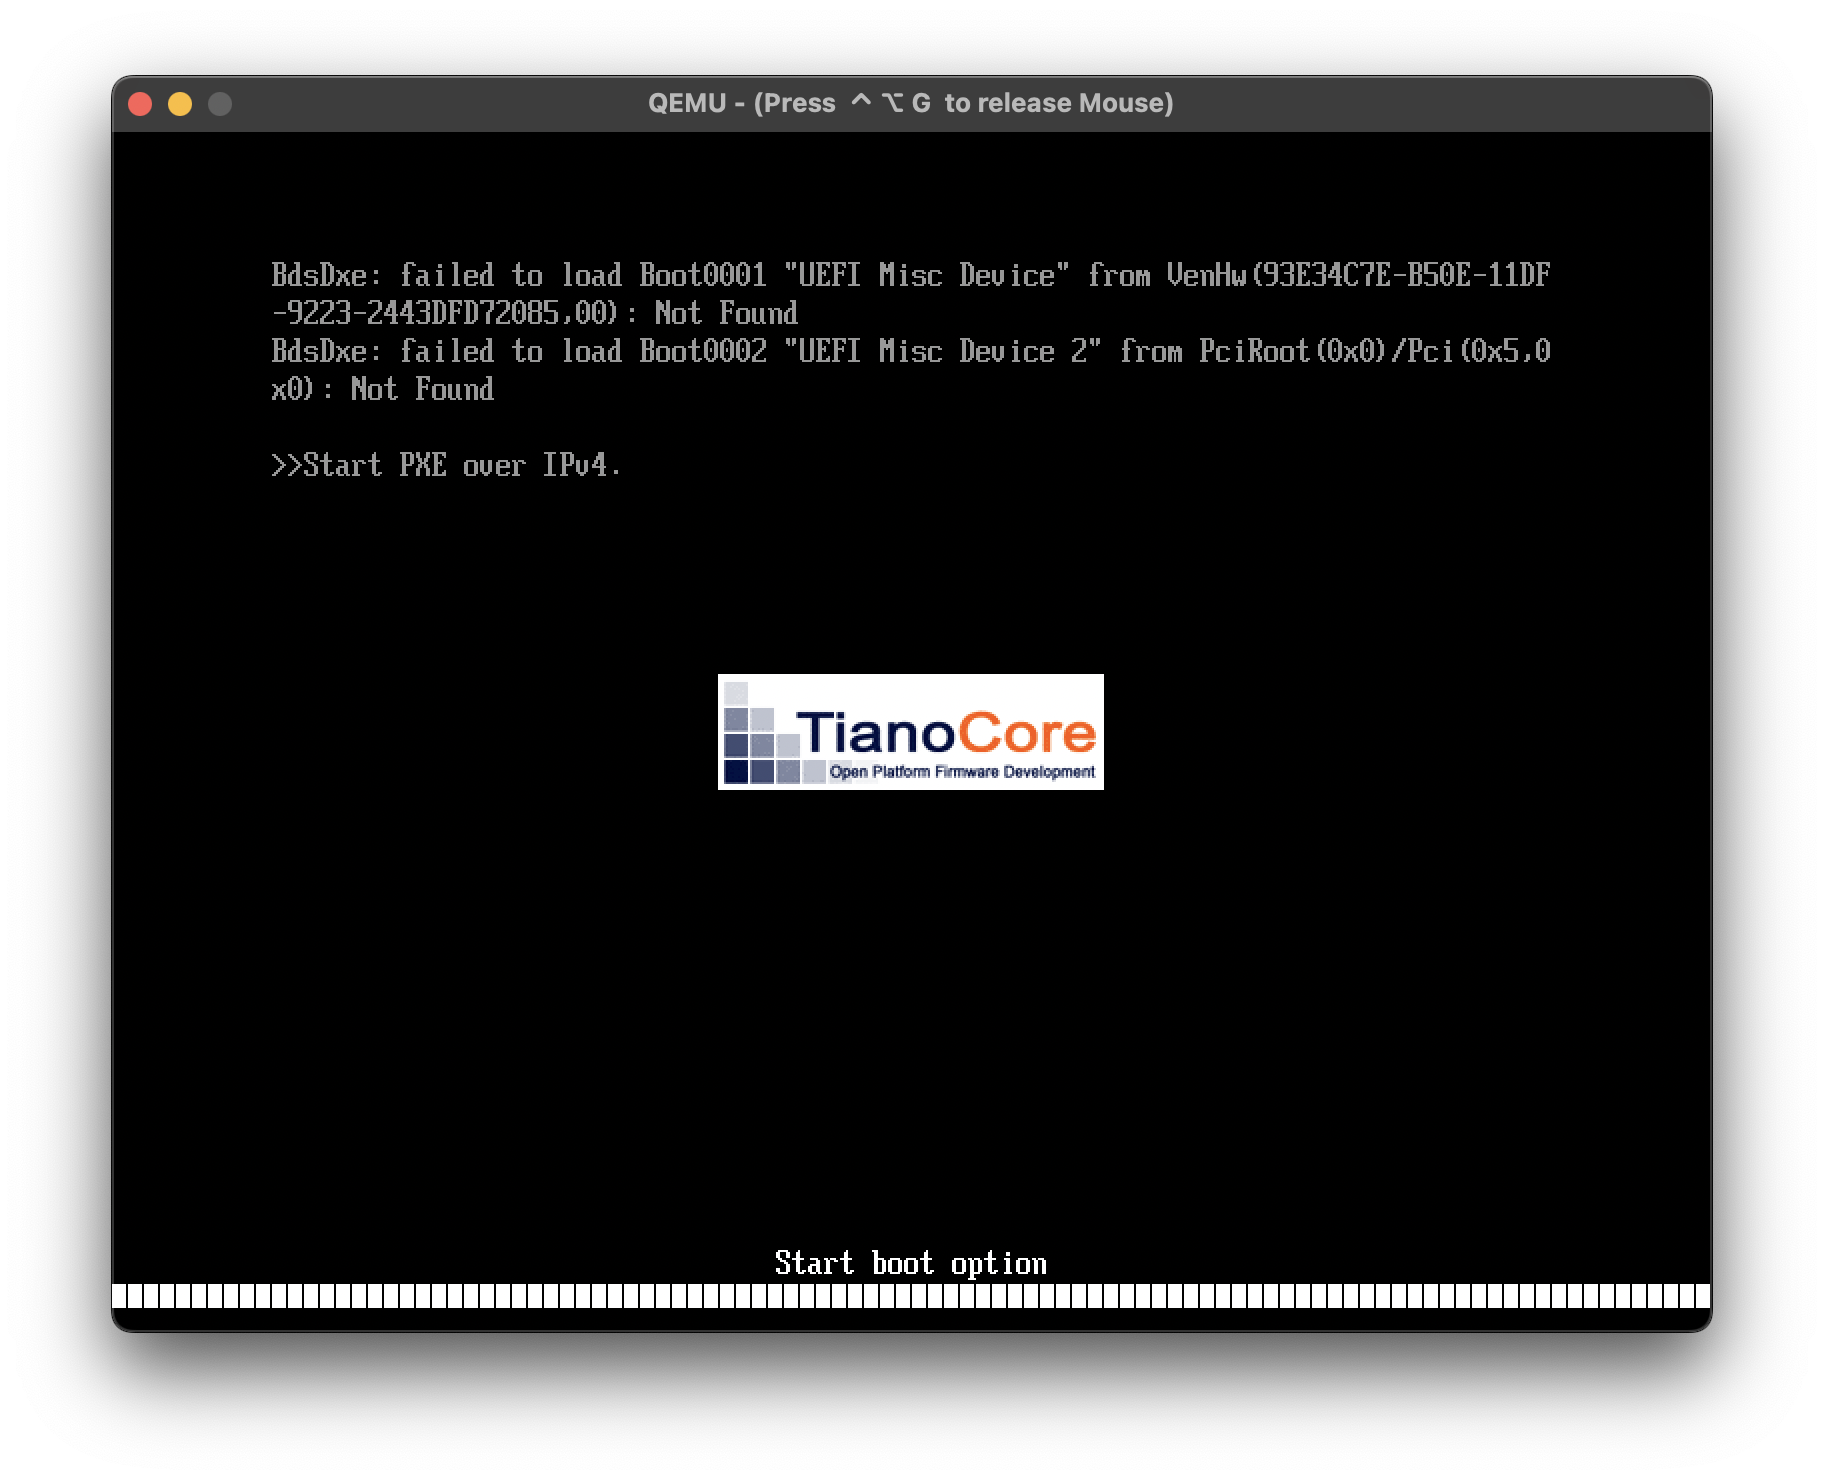 QEMU - (Press ⌃ ⌥ G to release Mouse)
BdsDxe: failed to load Boot0001 "UEFI Misc Device" from VenHw(93E34C7E-B50E-11DF
-9223-2443DFD72085,00): Not Found
BdsDxe: failed to load Boot0002 "UEFI Misc Device 2" from PciRoot(0x0)/Pci(0x5,0
x0): Not Found
>>Start PXE over IPv4.
TianoCore
Open Platform Firmware Development
Start boot option